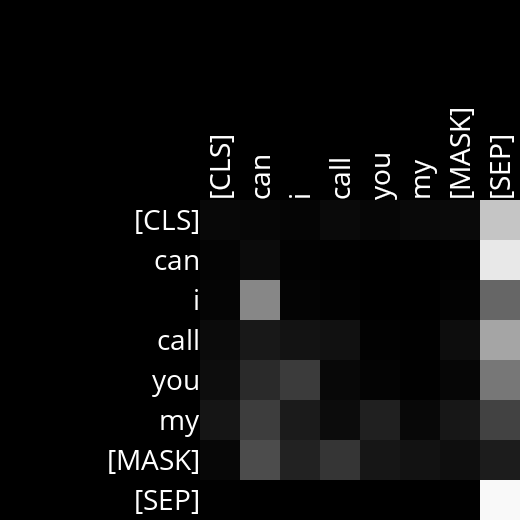 [CLS] can i call you my [MASK] [SEP]
[CLS]
can
i
call
you
my
[MASK]
[SEP]